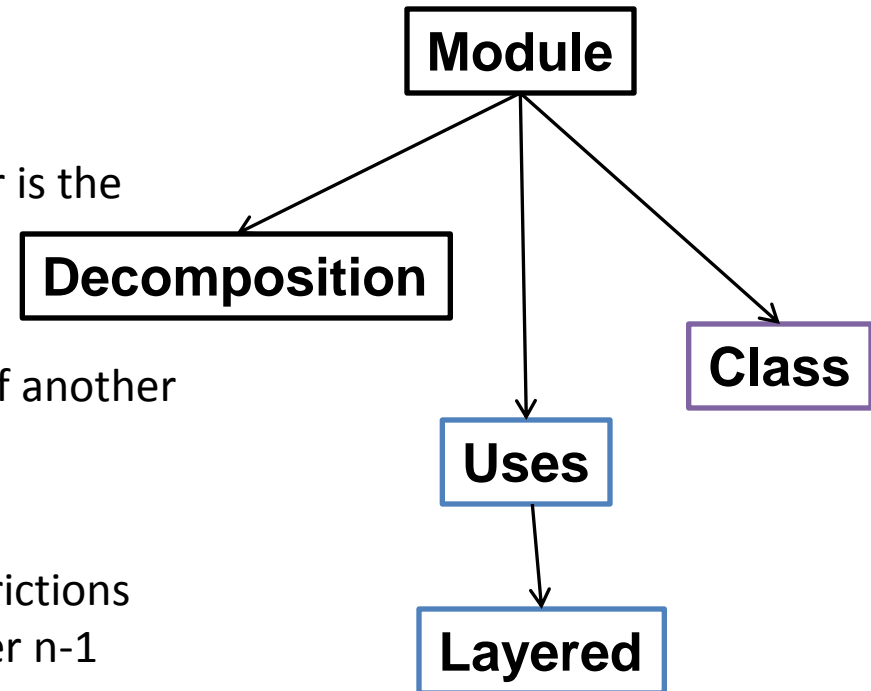 Module
r is the
Decomposition
Class
f another
Uses
rictions
er n-1
Layered